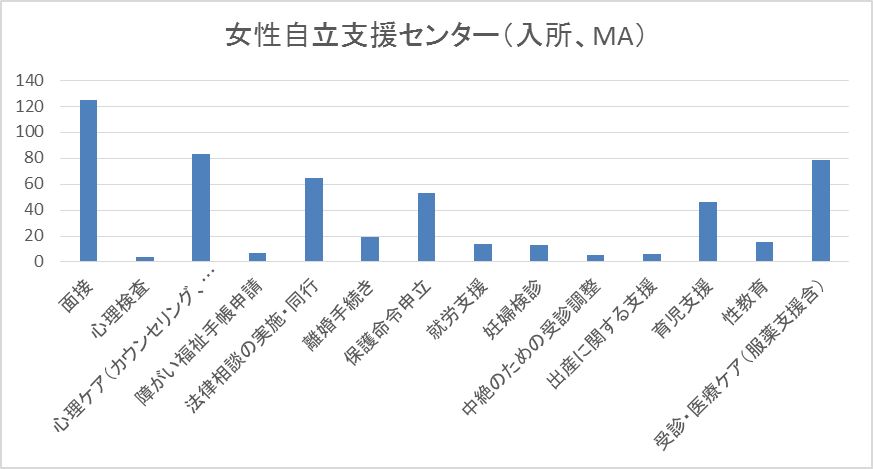 女性自立支援センター（入所、MA）
140
120
100
80
60
40
20
0
面接
心理検査
心理ケア（カウンセリング、…
障がい福祉手帳申請
法律相談の実施・同行
離婚手続き
保護命令申立
就労支援
妊婦検診
中絶のための受診調整
出産に関する支援
育児支援
性教育
受診・医療ケア（服薬支援含）